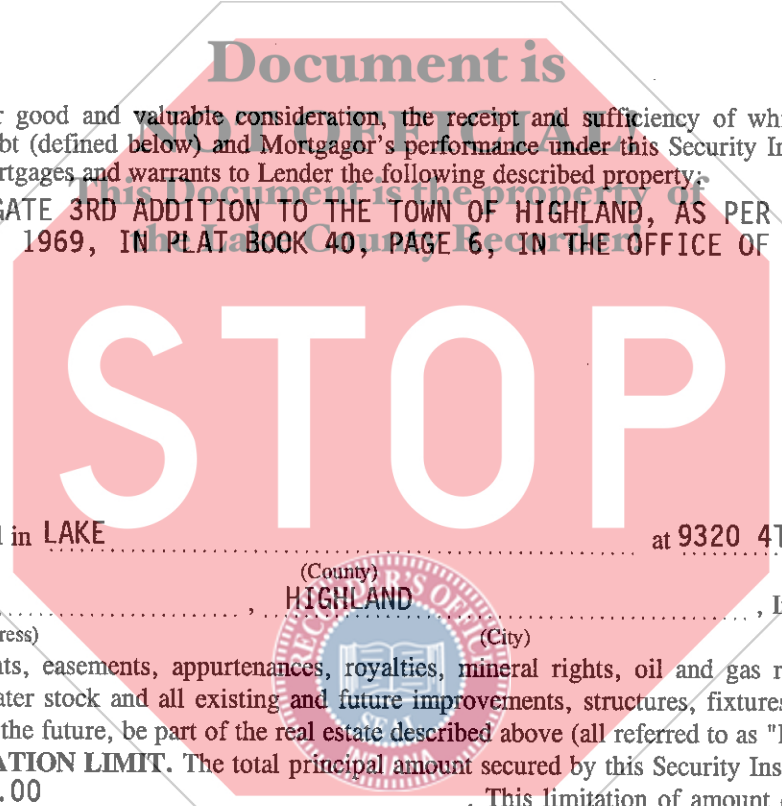 Document is
r good and valuable consideration, the receipt and sufficiency of whi
NOT OFFICIAL!
bt (defined below) and Mortgagor's performance under this Security In
rtgages and warrants to Lender the following described property:
This Document is the property of
GATE 3RD ADDITION TO THE TOWN OF HIGHLAND, AS PER
the Lake County Recorder!
1969, IN PLAT BOOK 40, PAGE 6, IN THE OFFICE OF
STOP
d in LAKE at 9320 4T
(County)
, HIGHLAND , I
ress) (City)
RECORDER'S OFFICE
nts, easements, appurtenances, royalties, mineral rights, oil and gas r
ater stock and all existing and future improvements, structures, fixtures
SEAL
the future, be part of the real estate described above (all referred to as "
INDIANA
ATION LIMIT. The total principal amount secured by this Security Ins
.00 . This limitation of amount